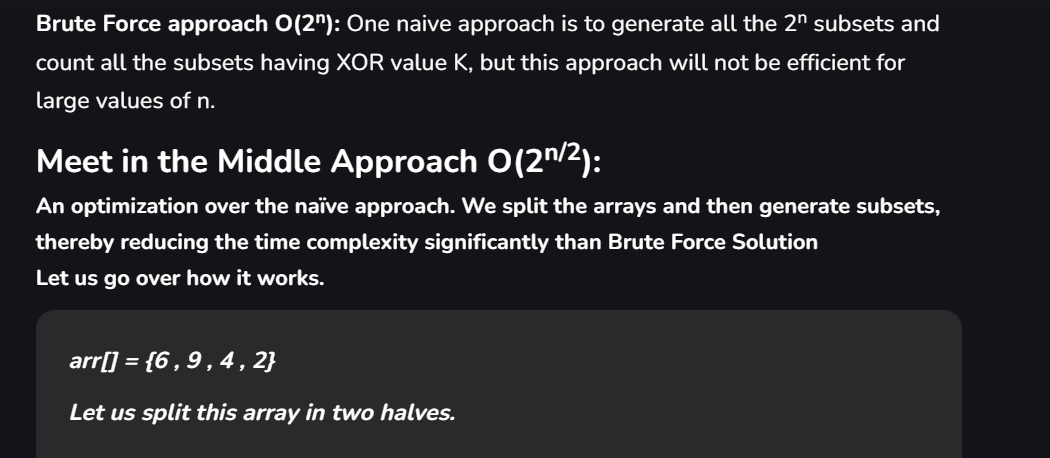 Brute Force approach O(2ⁿ): One naive approach is to generate all the 2ⁿ subsets and
count all the subsets having XOR value K, but this approach will not be efficient for
large values of n.
Meet in the Middle Approach O(2ⁿ/²):
An optimization over the naïve approach. We split the arrays and then generate subsets,
thereby reducing the time complexity significantly than Brute Force Solution
Let us go over how it works.
arr[] = {6 , 9 , 4 , 2}
Let us split this array in two halves.